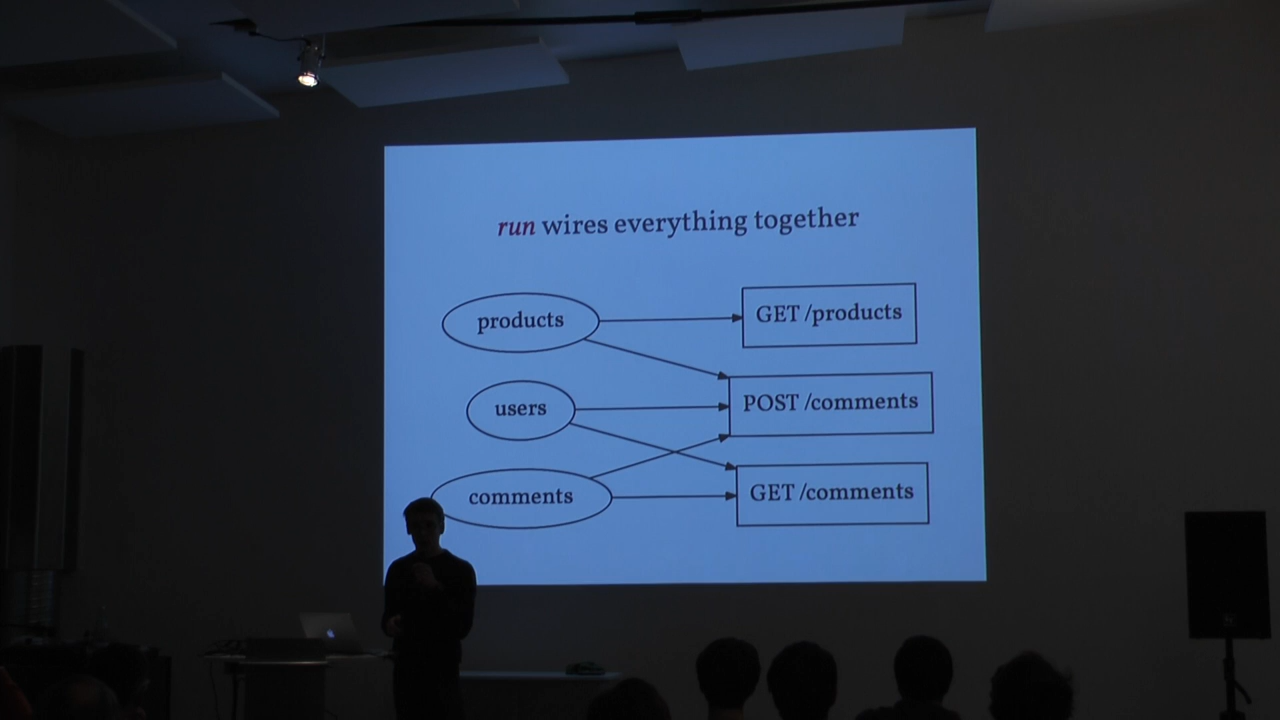 run wires everything together
products
GET /products
users
POST /comments
comments
GET /comments